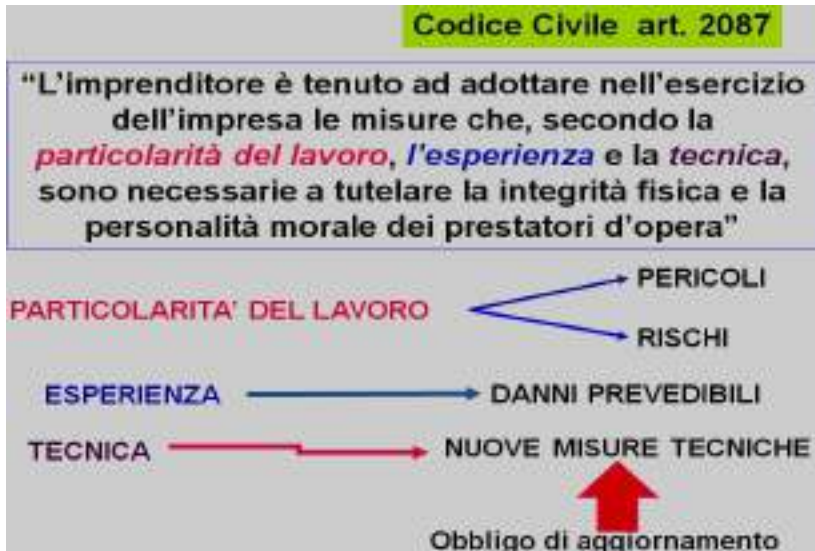 Codice Civile art. 2087
“L’imprenditore è tenuto ad adottare nell’esercizio
dell’impresa le misure che, secondo la
particolarità del lavoro, l'esperienza e la tecnica,
sono necessarie a tutelare la integrità fisica e la
personalità morale dei prestatori d’opera”
PERICOLI
PARTICOLARITA’ DEL LAVORO
RISCHI
ESPERIENZA DANNI PREVEDIBILI
TECNICA NUOVE MISURE TECNICHE
Obbligo di aggiornamento